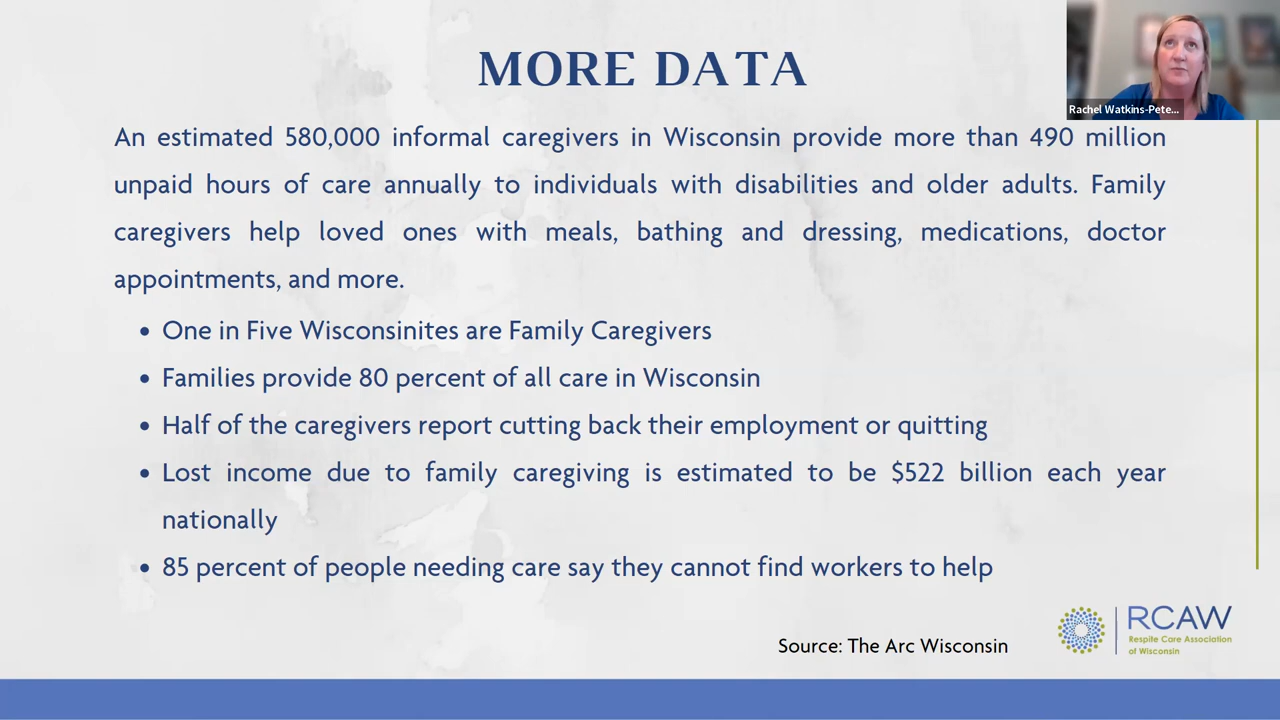 MORE DATA
Rachel Watkins-Pete...
An estimated 580,000 informal caregivers in Wisconsin provide more than 490 million
unpaid hours of care annually to individuals with disabilities and older adults. Family
caregivers help loved ones with meals, bathing and dressing, medications, doctor
appointments, and more.
• One in Five Wisconsinites are Family Caregivers
• Families provide 80 percent of all care in Wisconsin
• Half of the caregivers report cutting back their employment or quitting
• Lost income due to family caregiving is estimated to be $522 billion each year
nationally
• 85 percent of people needing care say they cannot find workers to help
Source: The Arc Wisconsin
RCAW
Respite Care Association
of Wisconsin